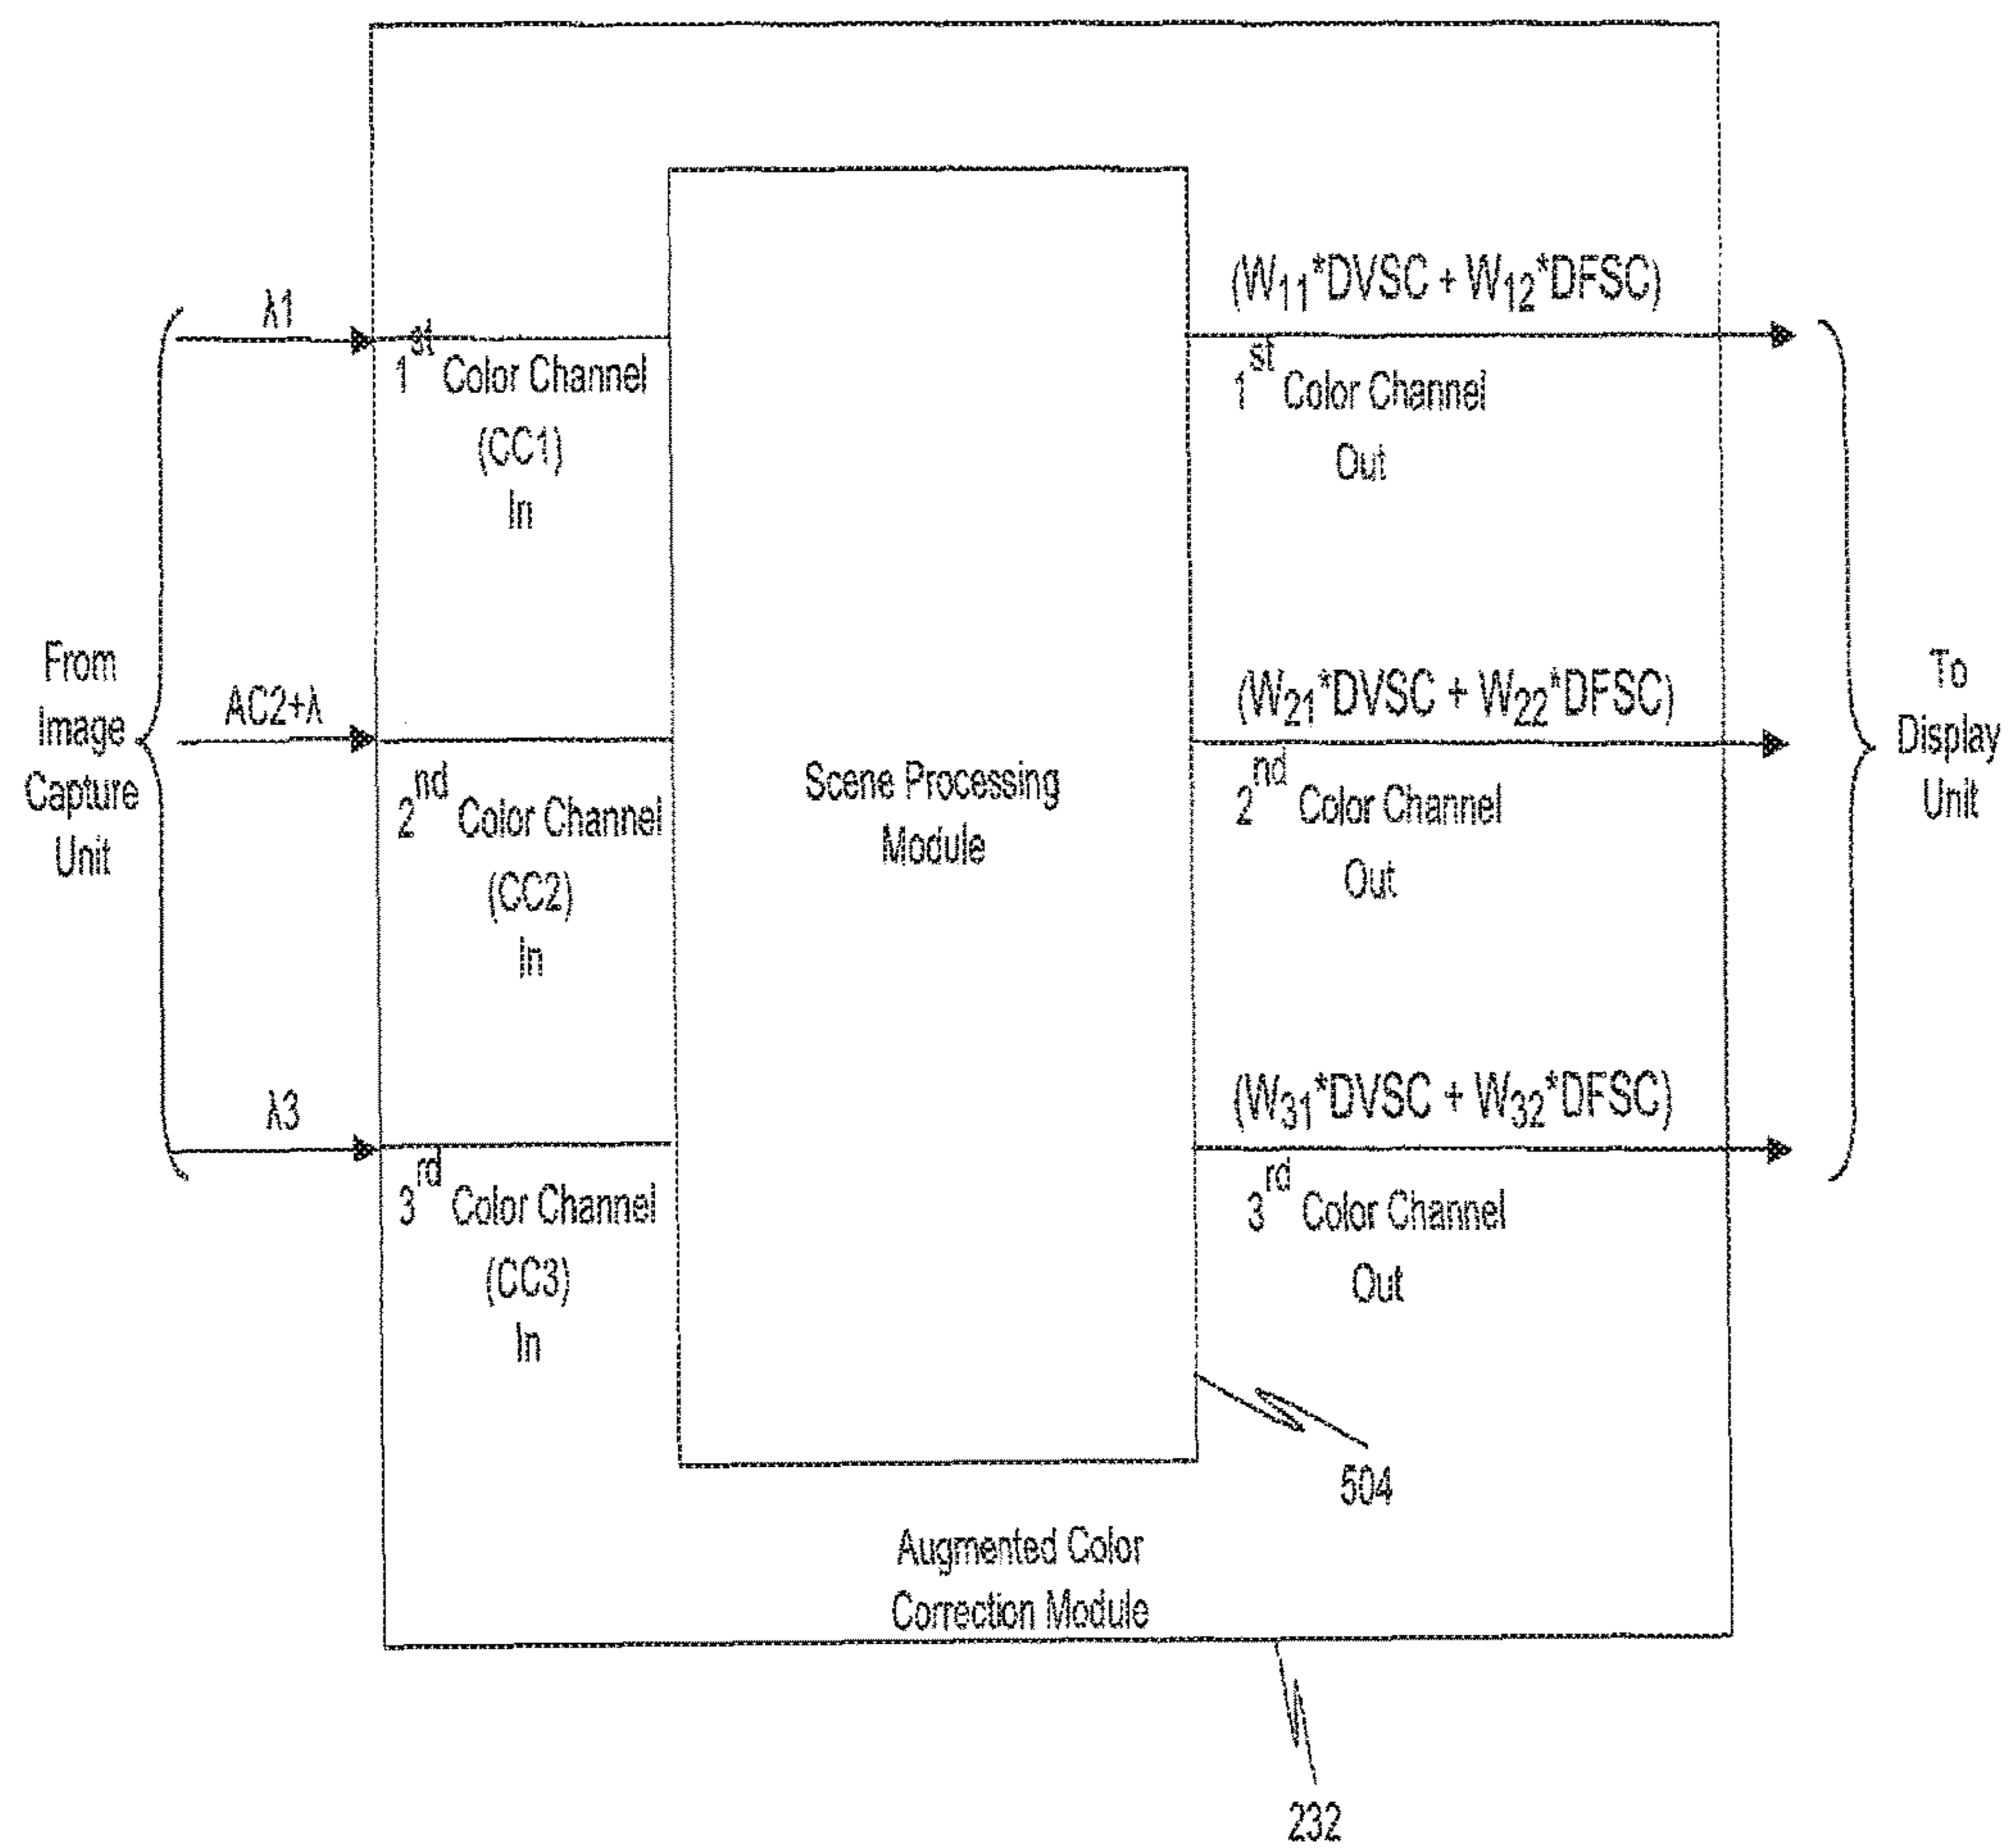 (W11*DVSC + W12*DFSC)
λ1
1st Color Channel
(CC1)
In
1st Color Channel
Out
From
Image
Capture
Unit
AC2+λ
2nd Color Channel
(CC2)
In
Scene Processing
Module
(W21*DVSC + W22*DFSC)
2nd Color Channel
Out
To
Display
Unit
λ3
3rd Color Channel
(CC3)
In
(W31*DVSC + W32*DFSC)
3rd Color Channel
Out
504
Augmented Color
Correction Module
232